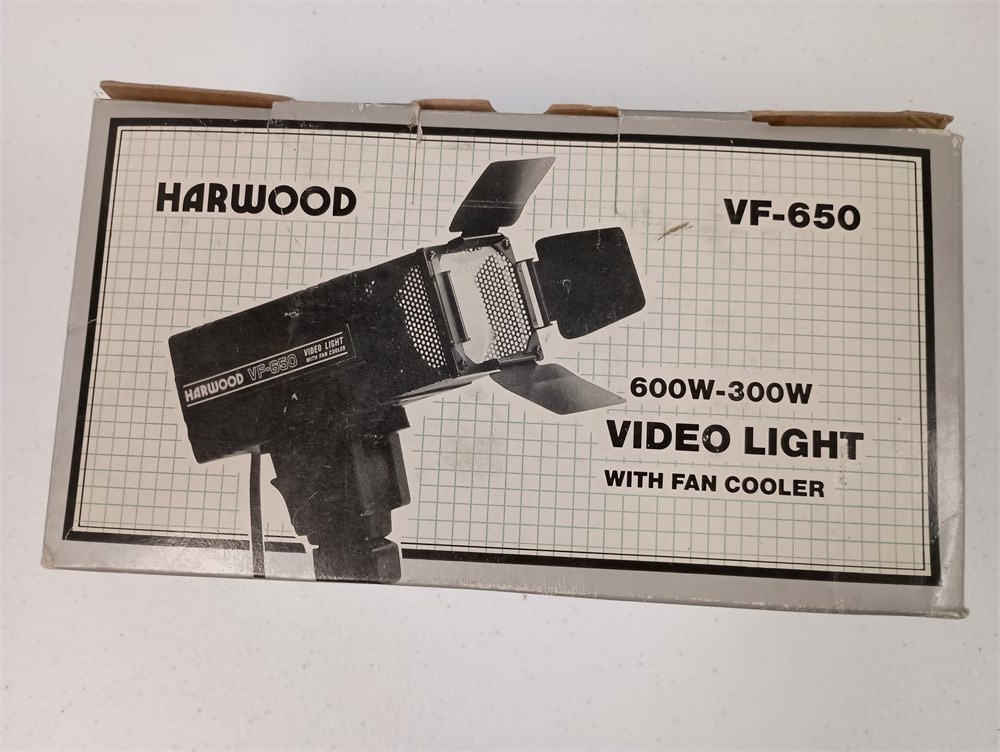 HARWOOD
VF-650
HARWOOD VF-650 VIDEO LIGHT
WITH FAN COOLER
600W-300W
VIDEO LIGHT
WITH FAN COOLER